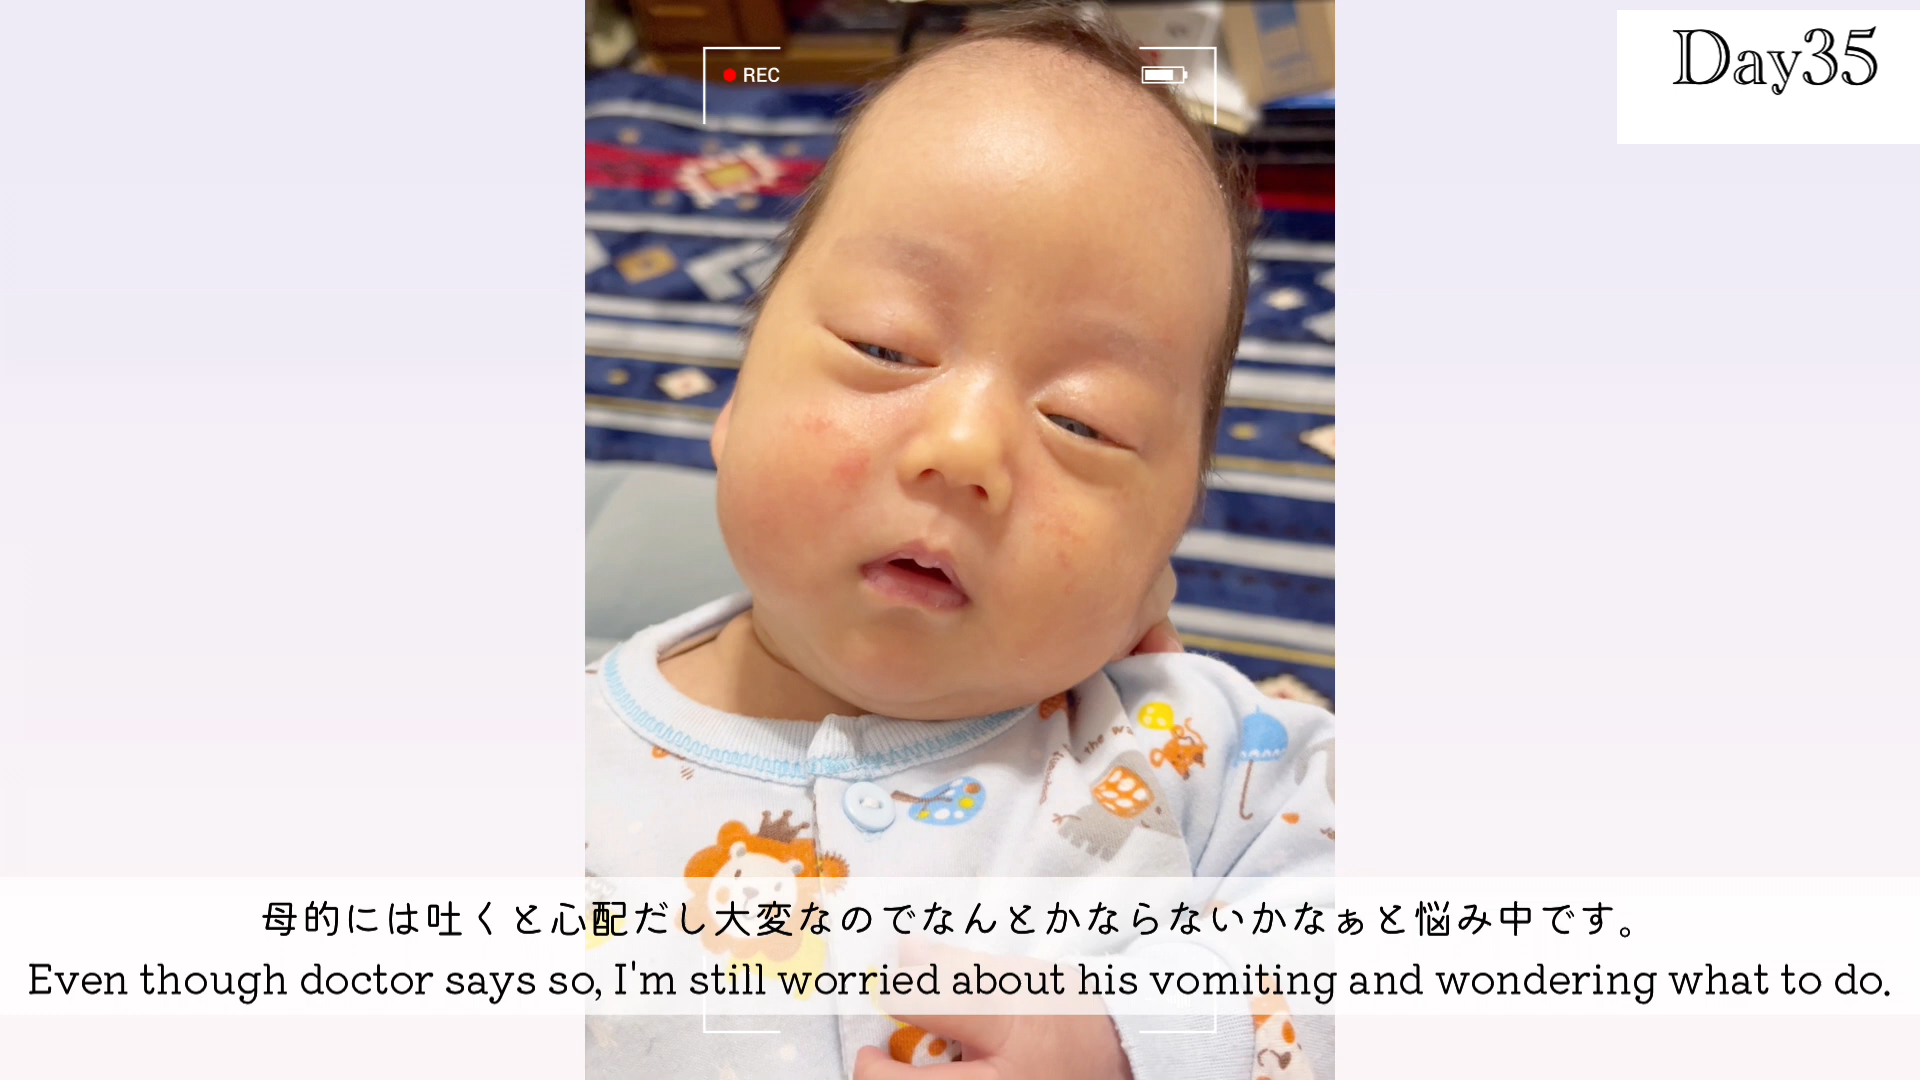 Day35
REC
the wa
母的には吐くと心配だし大変なのでなんとかならないかなぁと悩み中です。
Even though doctor says so, I'm still worried about his vomiting and wondering what to do.